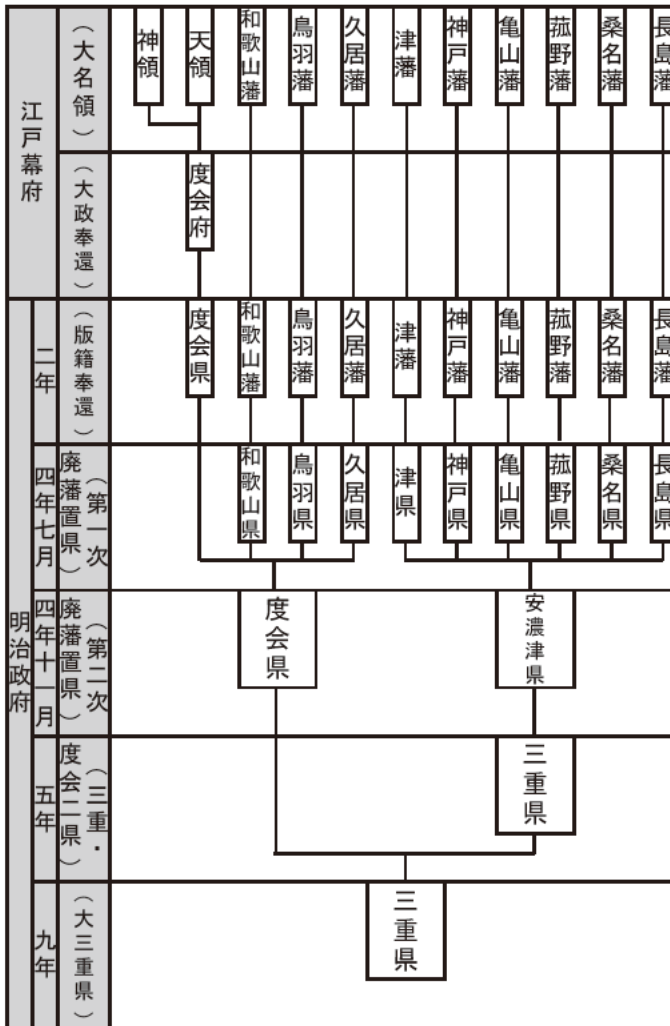 江戸幕府
（大名領）
神領
天領
和歌山藩
鳥羽藩
久居藩
津藩
神戸藩
亀山藩
菰野藩
桑名藩
長島藩
（大政奉還）
度会府
明治政府
二年
（版籍奉還）
度会県
和歌山藩
鳥羽藩
久居藩
津藩
神戸藩
亀山藩
菰野藩
桑名藩
長島藩
四年七月
（第一次
廃藩置県）
和歌山県
鳥羽県
久居県
津県
神戸県
亀山県
菰野県
桑名県
長島県
四年十一月
（第二次
廃藩置県）
度会県
安濃津県
五年
（三重・
度会二県）
三重県
九年
（大三重県）
三重県